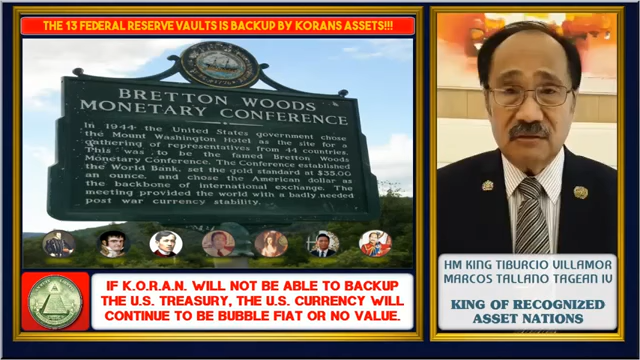 THE 13 FEDERAL RESERVE VAULTS IS BACKUP BY KORANS ASSETS!!!
BRETTON WOODS
MONETARY CONFERENCE
In 1944 the United States government chose
the Mount Washington Hotel as the site for a
gathering of representatives from 44 countries.
This was to be the famed Bretton Woods
Monetary Conference. The Conference established
the World Bank, set the gold standard at $35.00
an ounce, and chose the American dollar as
the backbone of international exchange. The
meeting provided the world with a badly needed
post war currency stability.
IF K.O.R.A.N. WILL NOT BE ABLE TO BACKUP
THE U.S. TREASURY, THE U.S. CURRENCY WILL
CONTINUE TO BE BUBBLE FIAT OR NO VALUE.
HM KING TIBURCIO VILLAMOR
MARCOS TALLANO TAGEAN IV
KING OF RECOGNIZED
ASSET NATIONS